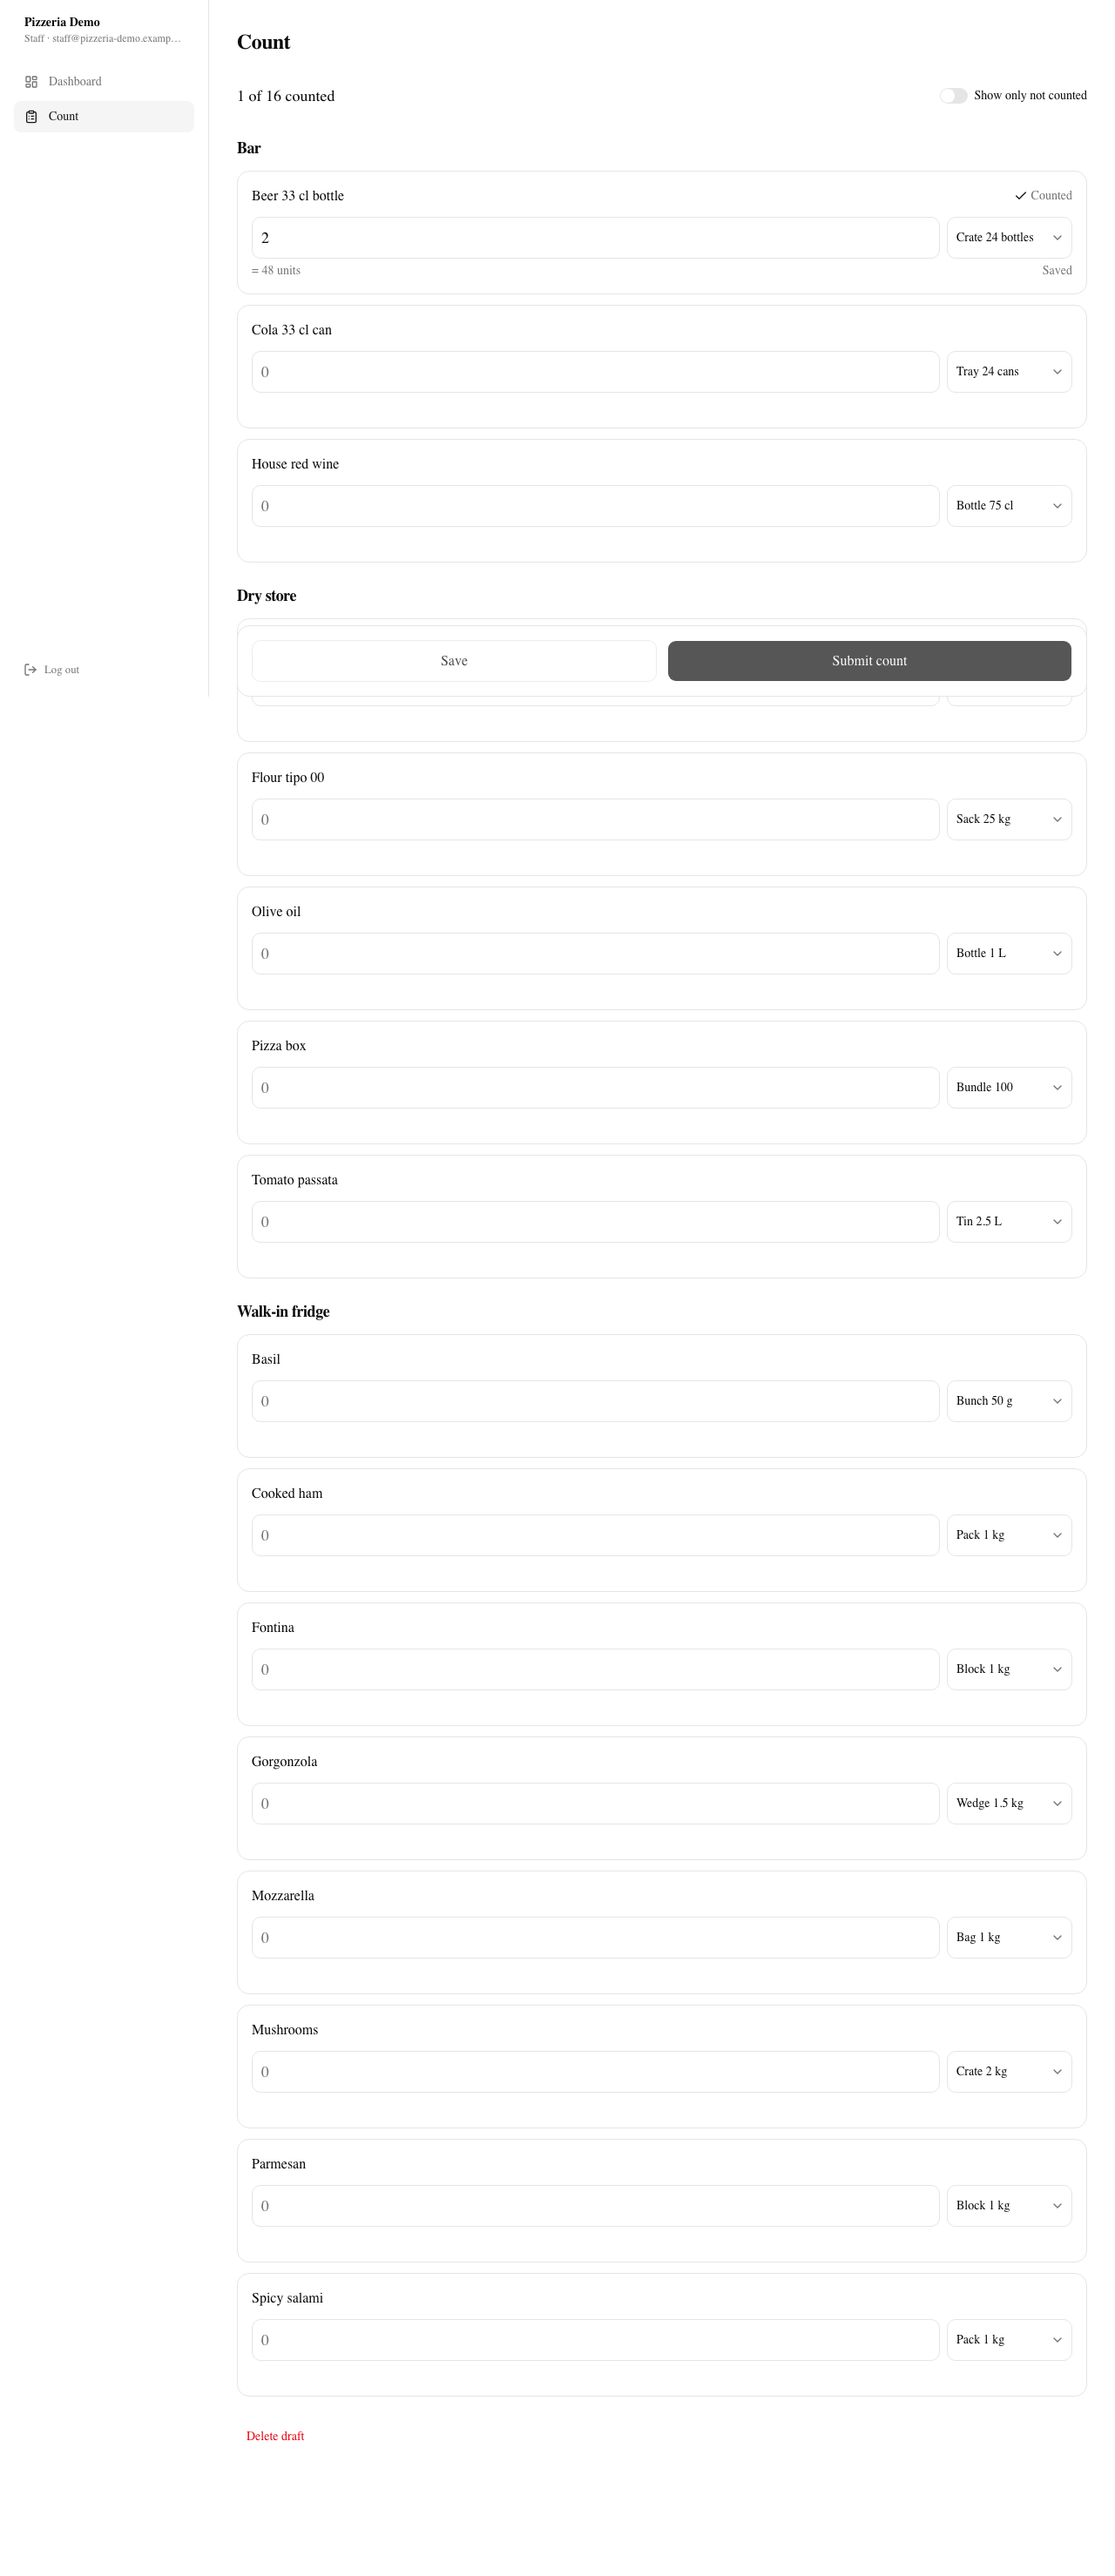 Pizzeria Demo
Staff · staff@pizzeria-demo.examp…
Dashboard
Count
Log out
Count
1 of 16 counted
Show only not counted
Bar
Beer 33 cl bottle
Counted
2
Crate 24 bottles
= 48 units
Saved
Cola 33 cl can
0
Tray 24 cans
House red wine
0
Bottle 75 cl
Dry store
Save
Submit count
Flour tipo 00
0
Sack 25 kg
Olive oil
0
Bottle 1 L
Pizza box
0
Bundle 100
Tomato passata
0
Tin 2.5 L
Walk-in fridge
Basil
0
Bunch 50 g
Cooked ham
0
Pack 1 kg
Fontina
0
Block 1 kg
Gorgonzola
0
Wedge 1.5 kg
Mozzarella
0
Bag 1 kg
Mushrooms
0
Crate 2 kg
Parmesan
0
Block 1 kg
Spicy salami
0
Pack 1 kg
Delete draft